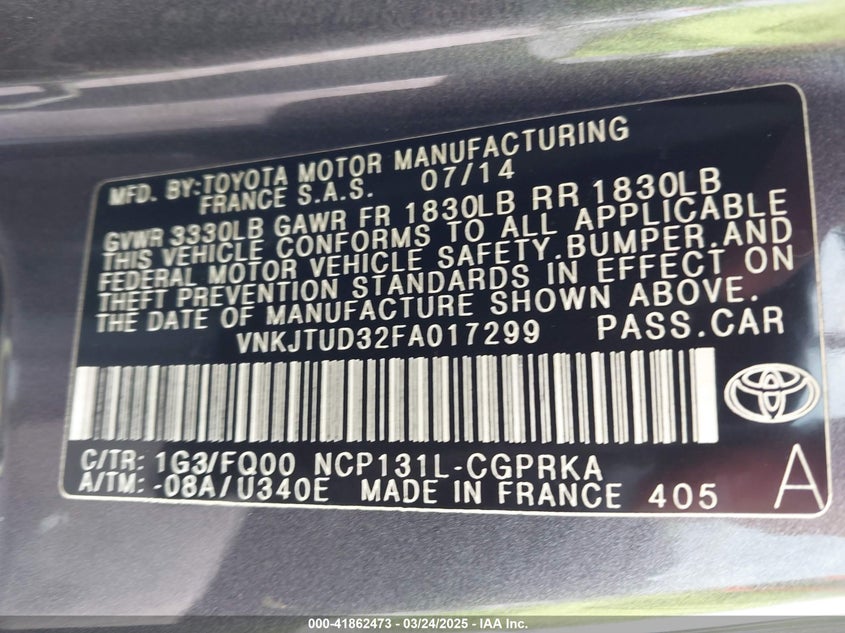 MFD. BY:TOYOTA MOTOR MANUFACTURING
FRANCE S.A.S. 07/14
GVWR 3330LB GAWR FR 1830LB RR 1830LB
THIS VEHICLE CONFORMS TO ALL APPLICABLE
FEDERAL MOTOR VEHICLE SAFETY,BUMPER,AND
THEFT PREVENTION STANDARDS IN EFFECT ON
THE DATE OF MANUFACTURE SHOWN ABOVE.
VNKJTUD32FA017299 PASS.CAR
C/TR: 1G3/FQ00 NCP131L-CGPRKA
A/TM: -08A/U340E MADE IN FRANCE 405 A
000-41862473 - 03/24/2025 - IAA Inc.